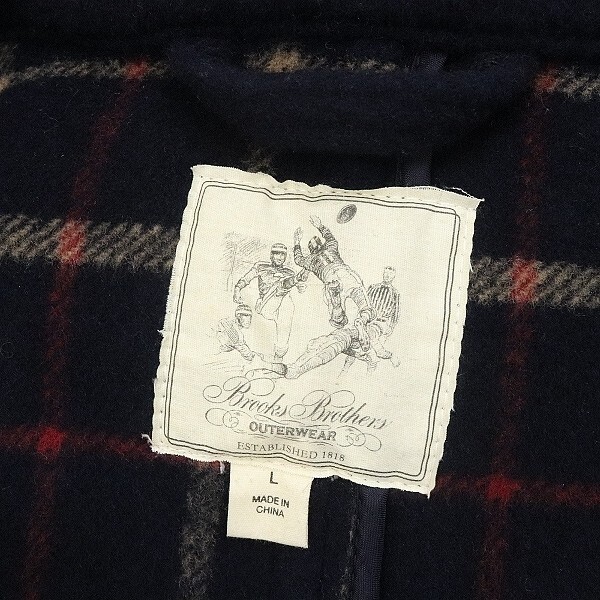 Brooks Brothers
OUTERWEAR
ESTABLISHED 1818
L
MADE IN
CHINA